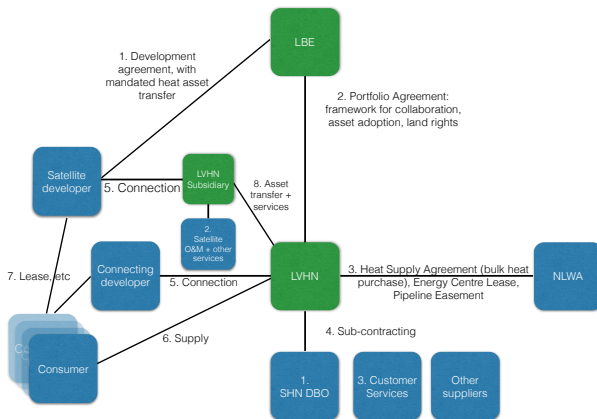 LBE
1. Development
agreement, with
mandated heat asset
transfer
2. Portfolio Agreement:
framework for collaboration,
asset adoption, land rights
Satellite
developer
5. Connection
LVHN
Subsidiary
8. Asset
transfer +
services
2.
Satellite
O&M + other
services
7. Lease, etc
Connecting
developer
5. Connection
LVHN
3. Heat Supply Agreement (bulk heat
purchase), Energy Centre Lease,
Pipeline Easement
NLWA
6. Supply
4. Sub-contracting
Consumer
1.
SHN DBO
3. Customer
Services
Other
suppliers